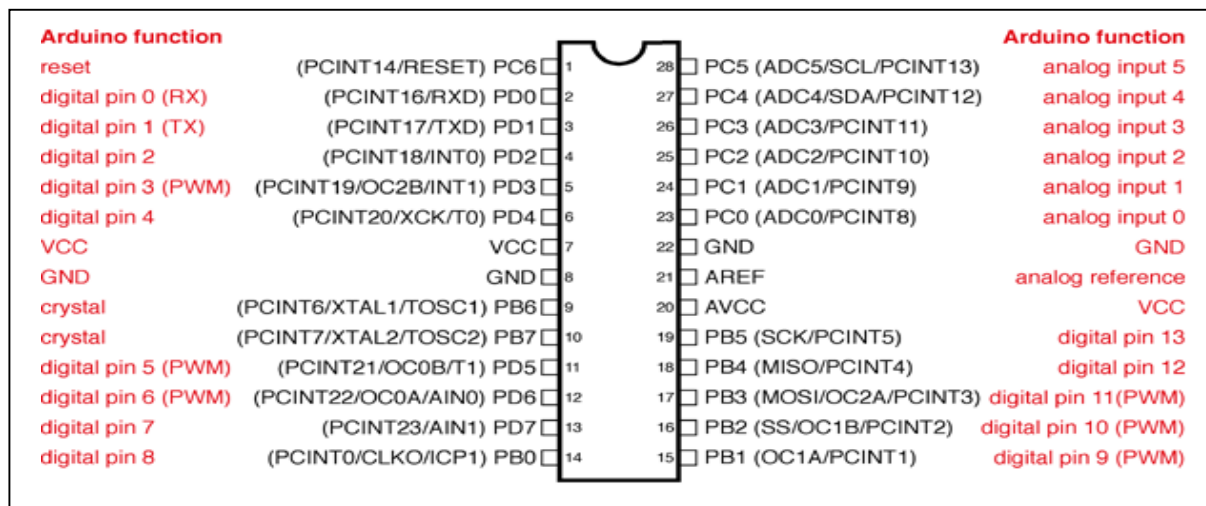 Arduino function Arduino function
reset (PCINT14/RESET) PC6 1 28 PC5 (ADC5/SCL/PCINT13) analog input 5
digital pin 0 (RX) (PCINT16/RXD) PD0 2 27 PC4 (ADC4/SDA/PCINT12) analog input 4
digital pin 1 (TX) (PCINT17/TXD) PD1 3 26 PC3 (ADC3/PCINT11) analog input 3
digital pin 2 (PCINT18/INT0) PD2 4 25 PC2 (ADC2/PCINT10) analog input 2
digital pin 3 (PWM) (PCINT19/OC2B/INT1) PD3 5 24 PC1 (ADC1/PCINT9) analog input 1
digital pin 4 (PCINT20/XCK/T0) PD4 6 23 PC0 (ADC0/PCINT8) analog input 0
VCC VCC 7 22 GND GND
GND GND 8 21 AREF analog reference
crystal (PCINT6/XTAL1/TOSC1) PB6 9 20 AVCC VCC
crystal (PCINT7/XTAL2/TOSC2) PB7 10 19 PB5 (SCK/PCINT5) digital pin 13
digital pin 5 (PWM) (PCINT21/OC0B/T1) PD5 11 18 PB4 (MISO/PCINT4) digital pin 12
digital pin 6 (PWM) (PCINT22/OC0A/AIN0) PD6 12 17 PB3 (MOSI/OC2A/PCINT3) digital pin 11(PWM)
digital pin 7 (PCINT23/AIN1) PD7 13 16 PB2 (SS/OC1B/PCINT2) digital pin 10 (PWM)
digital pin 8 (PCINT0/CLKO/ICP1) PB0 14 15 PB1 (OC1A/PCINT1) digital pin 9 (PWM)